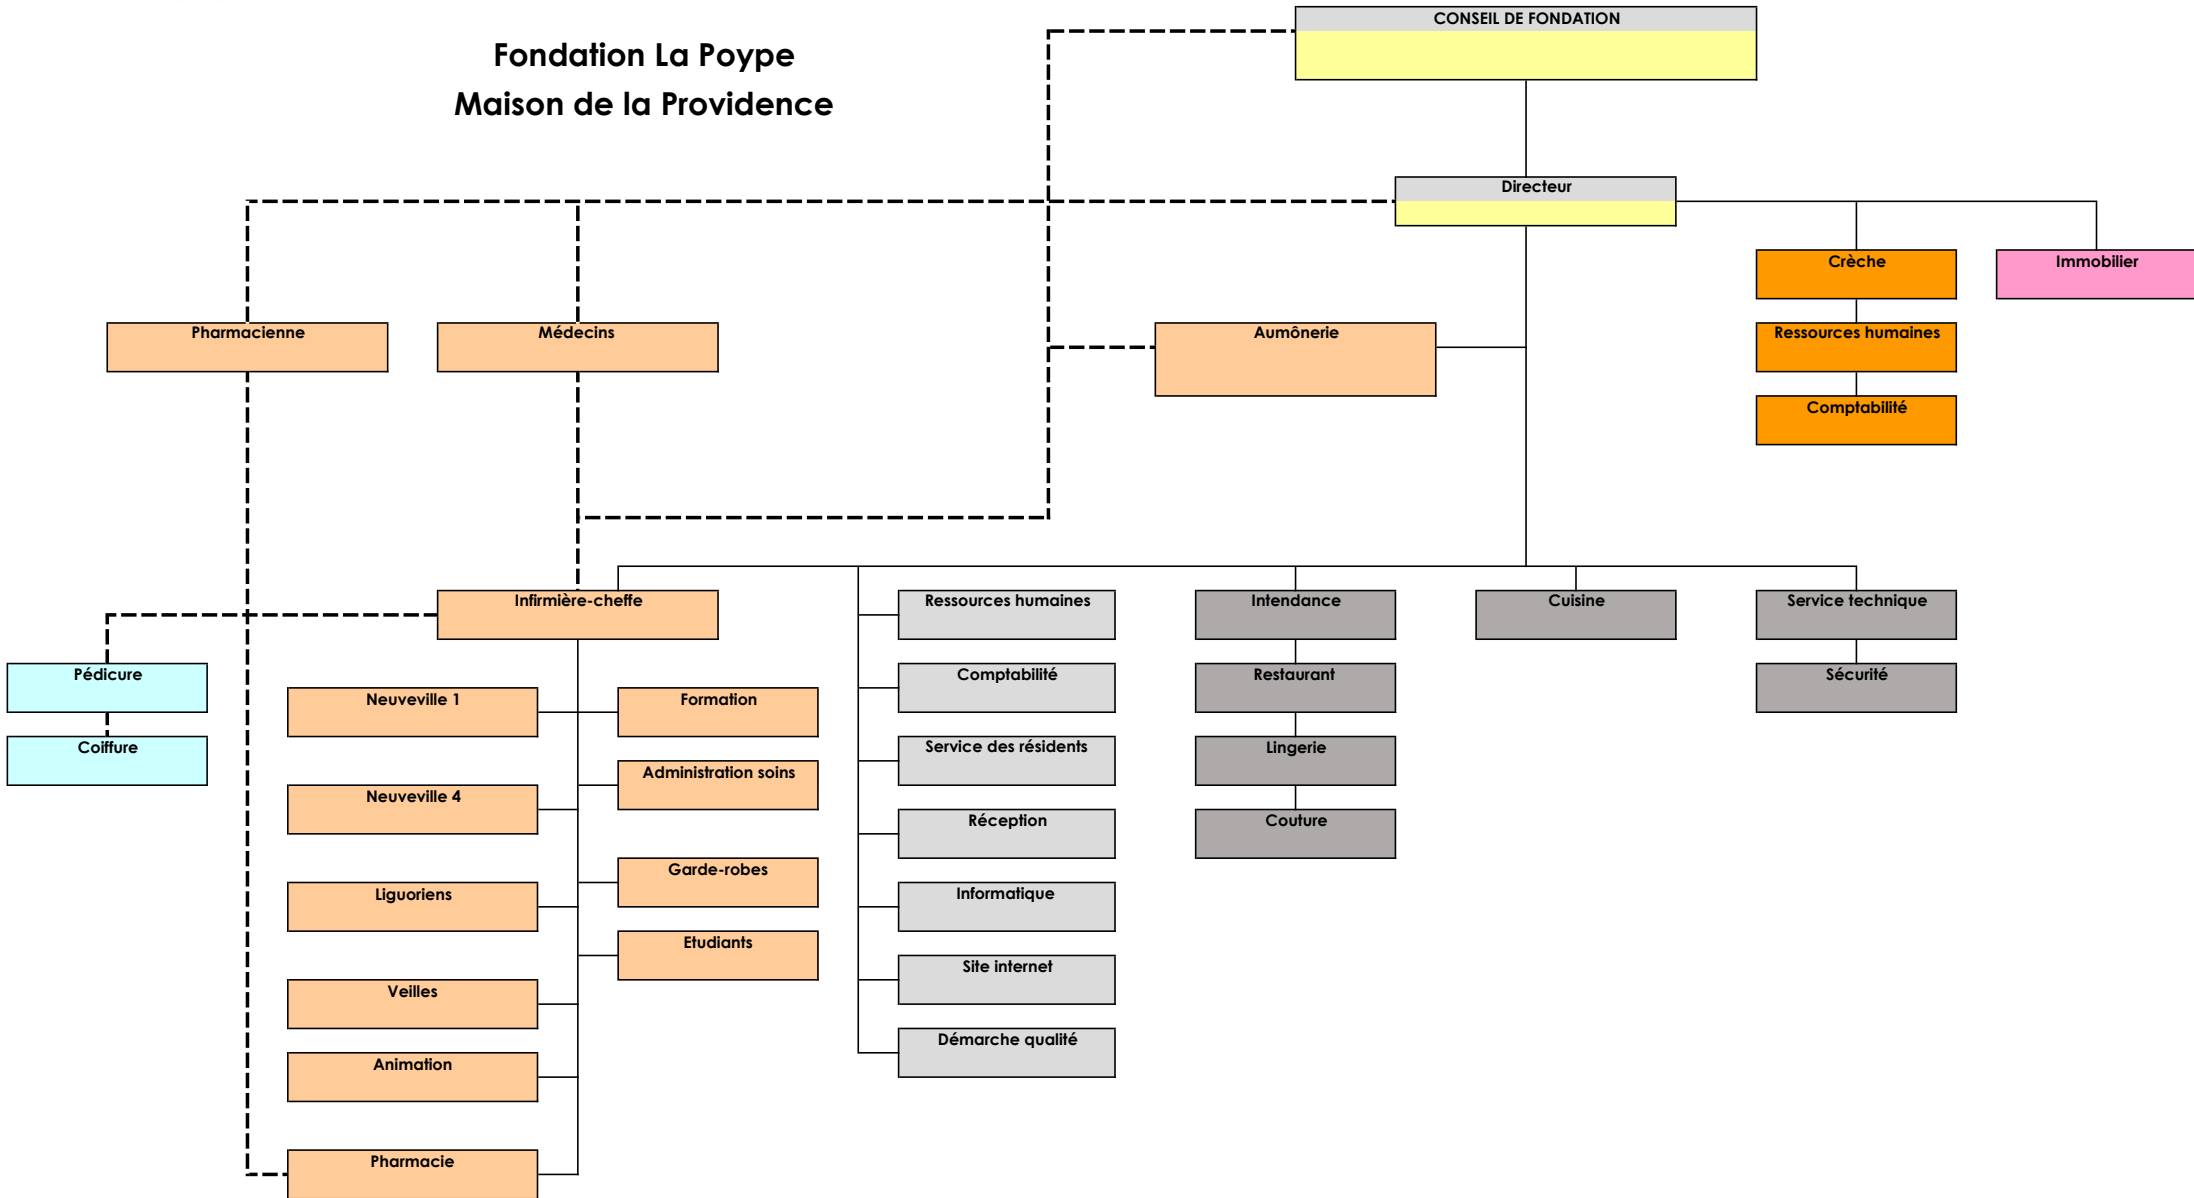 CONSEIL DE FONDATION
Fondation La Poype
Maison de la Providence
Directeur
Crèche
Immobilier
Pharmacienne
Médecins
Aumônerie
Ressources humaines
Comptabilité
Infirmière-cheffe
Ressources humaines
Intendance
Cuisine
Service technique
Pédicure
Comptabilité
Restaurant
Sécurité
Neuveville 1
Formation
Coiffure
Service des résidents
Lingerie
Administration soins
Neuveville 4
Réception
Couture
Garde-robes
Liguoriens
Informatique
Etudiants
Site internet
Veilles
Démarche qualité
Animation
Pharmacie